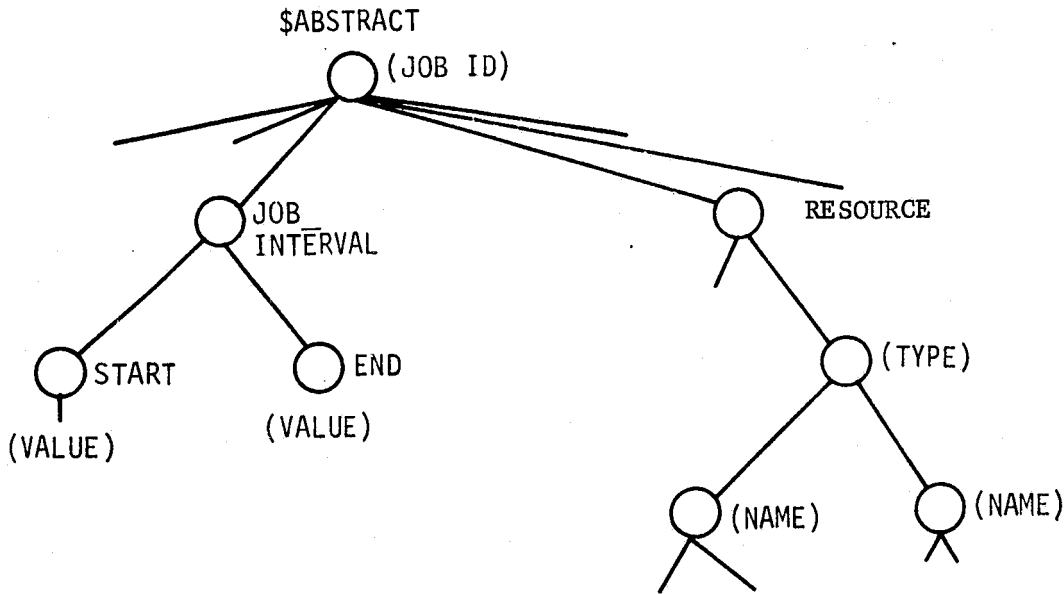 $ABSTRACT
(JOB ID)
JOB_
INTERVAL
RESOURCE
START
END
(TYPE)
(VALUE)
(VALUE)
(NAME)
(NAME)